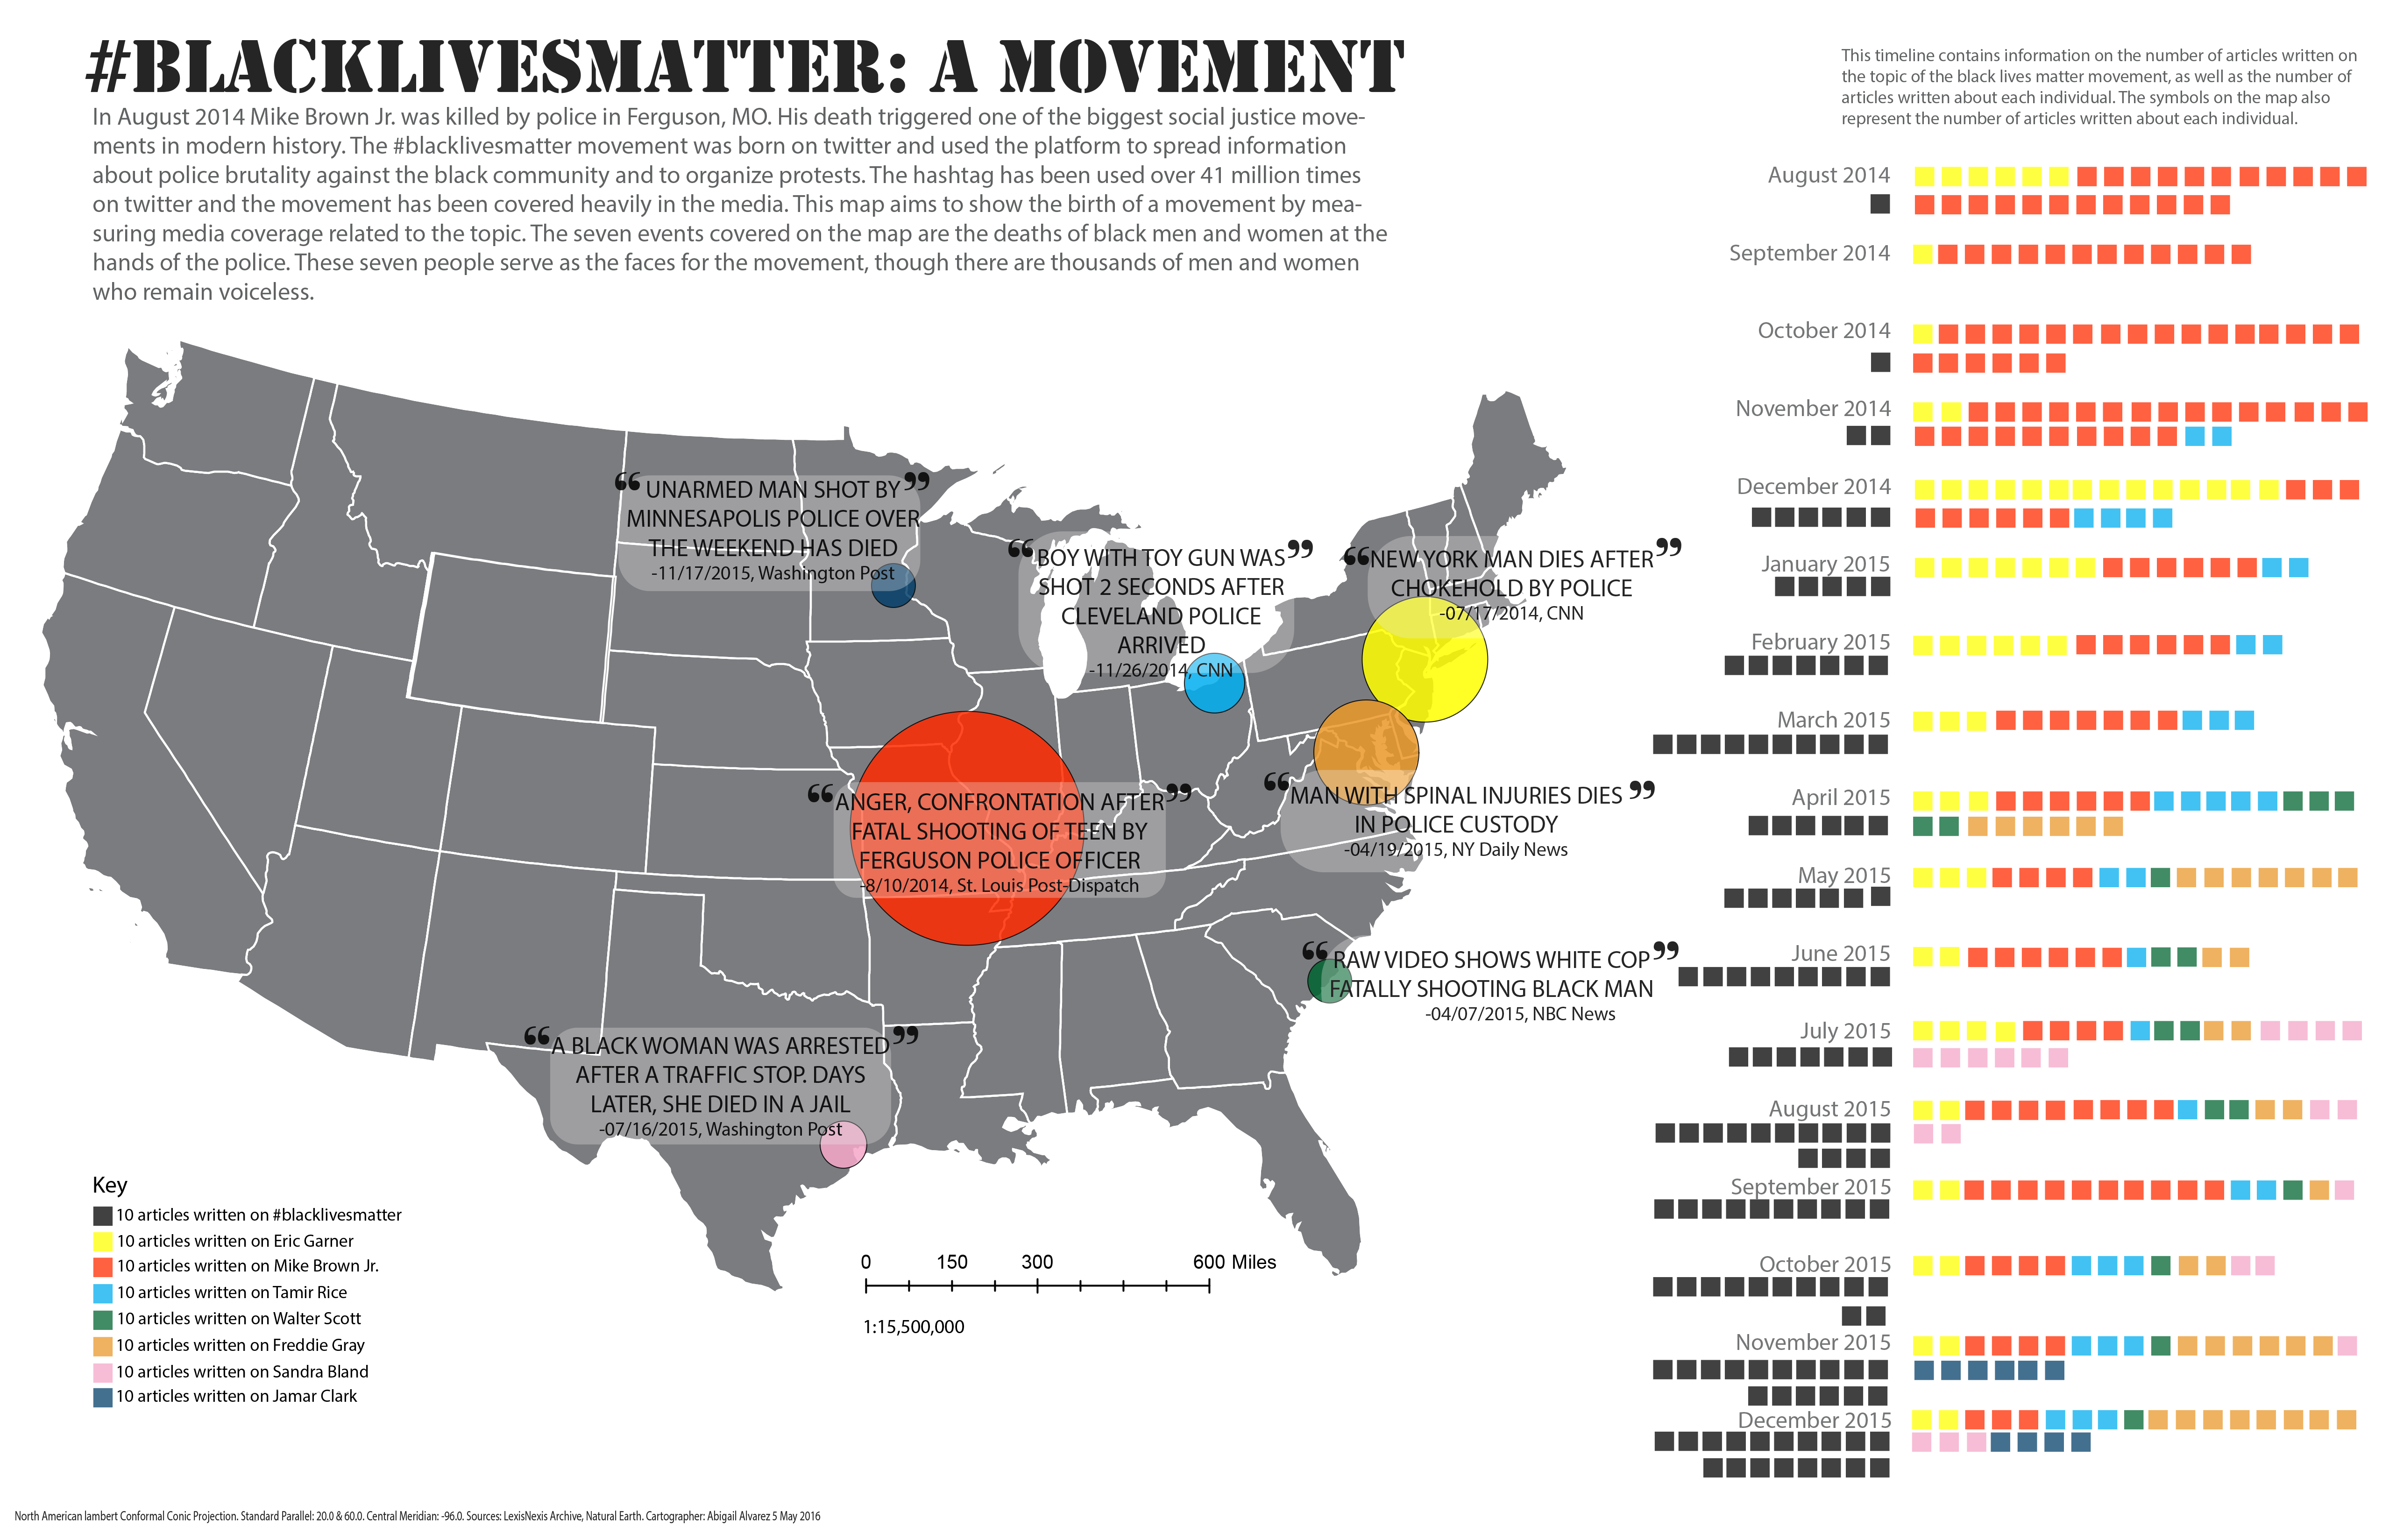 #BLACKLIVESMATTER: A MOVEMENT
In August 2014 Mike Brown Jr. was killed by police in Ferguson, MO. His death triggered one of the biggest social justice move-
ments in modern history. The #blacklivesmatter movement was born on twitter and used the platform to spread information
about police brutality against the black community and to organize protests. The hashtag has been used over 41 million times
on twitter and the movement has been covered heavily in the media. This map aims to show the birth of a movement by mea-
suring media coverage related to the topic. The seven events covered on the map are the deaths of black men and women at the
hands of the police. These seven people serve as the faces for the movement, though there are thousands of men and women
who remain voiceless.
This timeline contains information on the number of articles written on
the topic of the black lives matter movement, as well as the number of
articles written about each individual. The symbols on the map also
represent the number of articles written about each individual.
“UNARMED MAN SHOT BY”
MINNESAPOLIS POLICE OVER
THE WEEKEND HAS DIED
-11/17/2015, Washington Post
“BOY WITH TOY GUN WAS”
SHOT 2 SECONDS AFTER
CLEVELAND POLICE
ARRIVED
-11/26/2014, CNN
“NEW YORK MAN DIES AFTER”
CHOKEHOLD BY POLICE
-07/17/2014, CNN
“ANGER, CONFRONTATION AFTER”
FATAL SHOOTING OF TEEN BY
FERGUSON POLICE OFFICER
-8/10/2014, St. Louis Post-Dispatch
“MAN WITH SPINAL INJURIES DIES”
IN POLICE CUSTODY
-04/19/2015, NY Daily News
“RAW VIDEO SHOWS WHITE COP”
FATALLY SHOOTING BLACK MAN
-04/07/2015, NBC News
“A BLACK WOMAN WAS ARRESTED”
AFTER A TRAFFIC STOP. DAYS
LATER, SHE DIED IN A JAIL
-07/16/2015, Washington Post
August 2014
September 2014
October 2014
November 2014
December 2014
January 2015
February 2015
March 2015
April 2015
May 2015
June 2015
July 2015
August 2015
September 2015
October 2015
November 2015
December 2015
Key
10 articles written on #blacklivesmatter
10 articles written on Eric Garner
10 articles written on Mike Brown Jr.
10 articles written on Tamir Rice
10 articles written on Walter Scott
10 articles written on Freddie Gray
10 articles written on Sandra Bland
10 articles written on Jamar Clark
0 150 300 600 Miles
1:15,500,000
North American lambert Conformal Conic Projection. Standard Parallel: 20.0 & 60.0. Central Meridian: -96.0. Sources: LexisNexis Archive, Natural Earth. Cartographer: Abigail Alvarez 5 May 2016